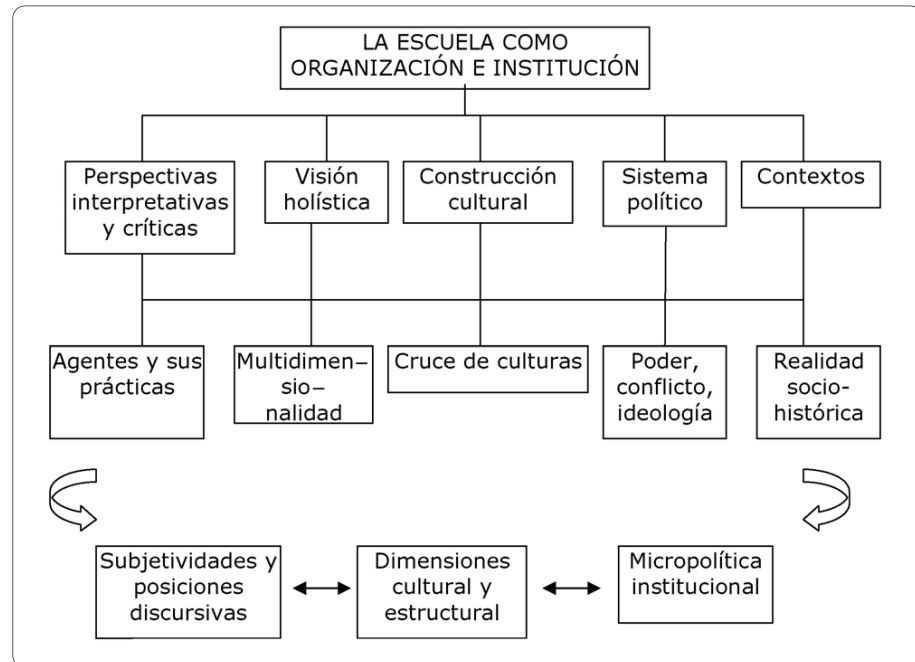 LA ESCUELA COMO
ORGANIZACIÓN E INSTITUCIÓN
Perspectivas
interpretativas
y críticas
Visión
holística
Construcción
cultural
Sistema
político
Contextos
Agentes y sus
prácticas
Multidimen–
sio–
nalidad
Cruce de culturas
Poder,
conflicto,
ideología
Realidad
socio-
histórica
Subjetividades y
posiciones
discursivas
Dimensiones
cultural y
estructural
Micropolítica
institucional